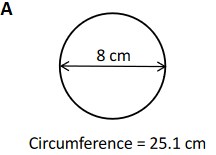 A
8 cm
Circumference = 25.1 cm